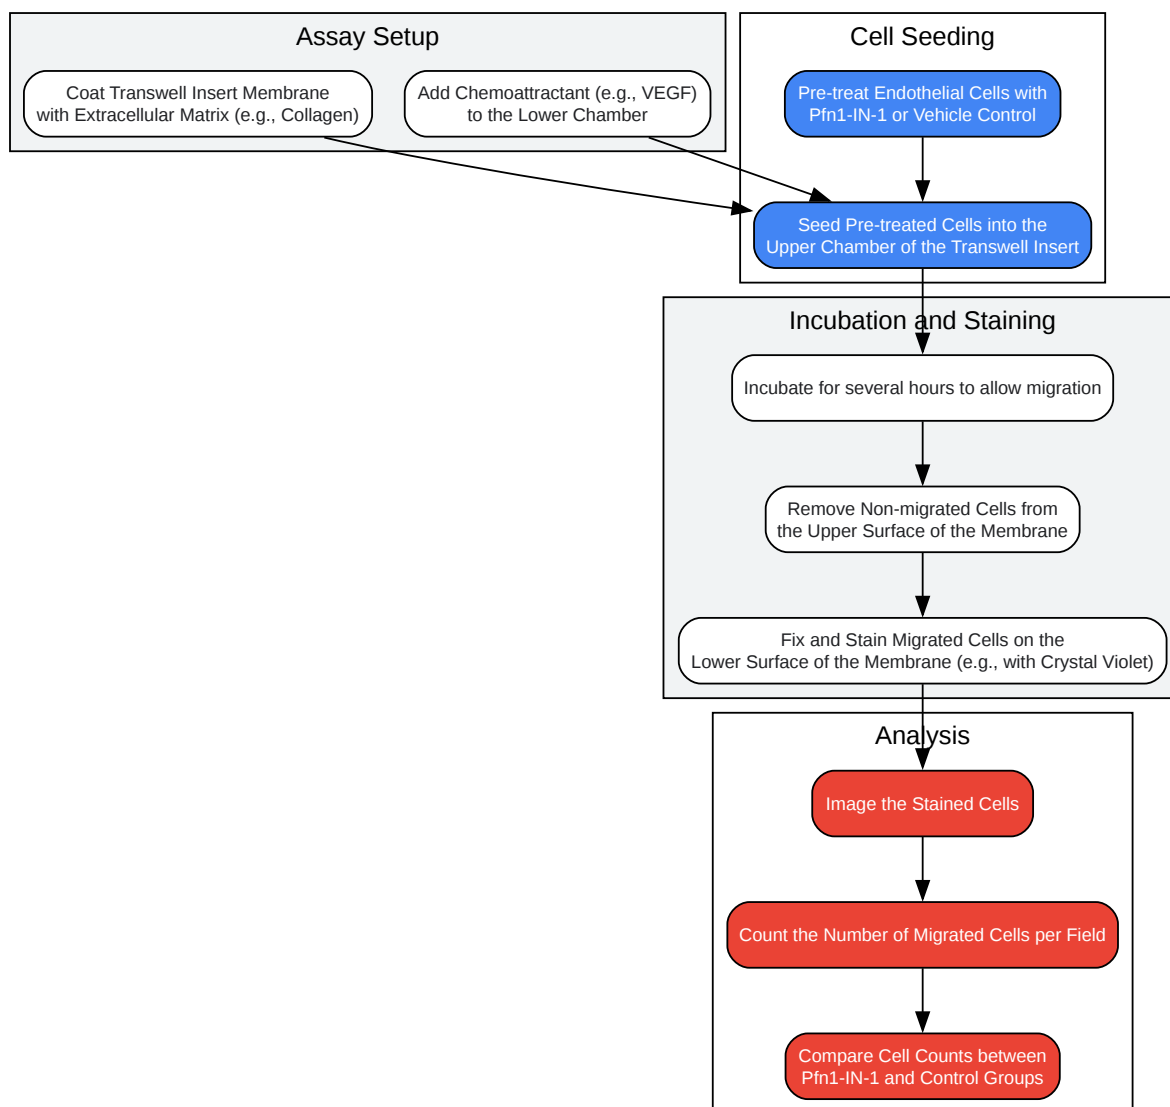 Assay Setup
Coat Transwell Insert Membrane
with Extracellular Matrix (e.g., Collagen)
Add Chemoattractant (e.g., VEGF)
to the Lower Chamber
Cell Seeding
Pre-treat Endothelial Cells with
Pfn1-IN-1 or Vehicle Control
Seed Pre-treated Cells into the
Upper Chamber of the Transwell Insert
Incubation and Staining
Incubate for several hours to allow migration
Remove Non-migrated Cells from
the Upper Surface of the Membrane
Fix and Stain Migrated Cells on the
Lower Surface of the Membrane (e.g., with Crystal Violet)
Analysis
Image the Stained Cells
Count the Number of Migrated Cells per Field
Compare Cell Counts between
Pfn1-IN-1 and Control Groups